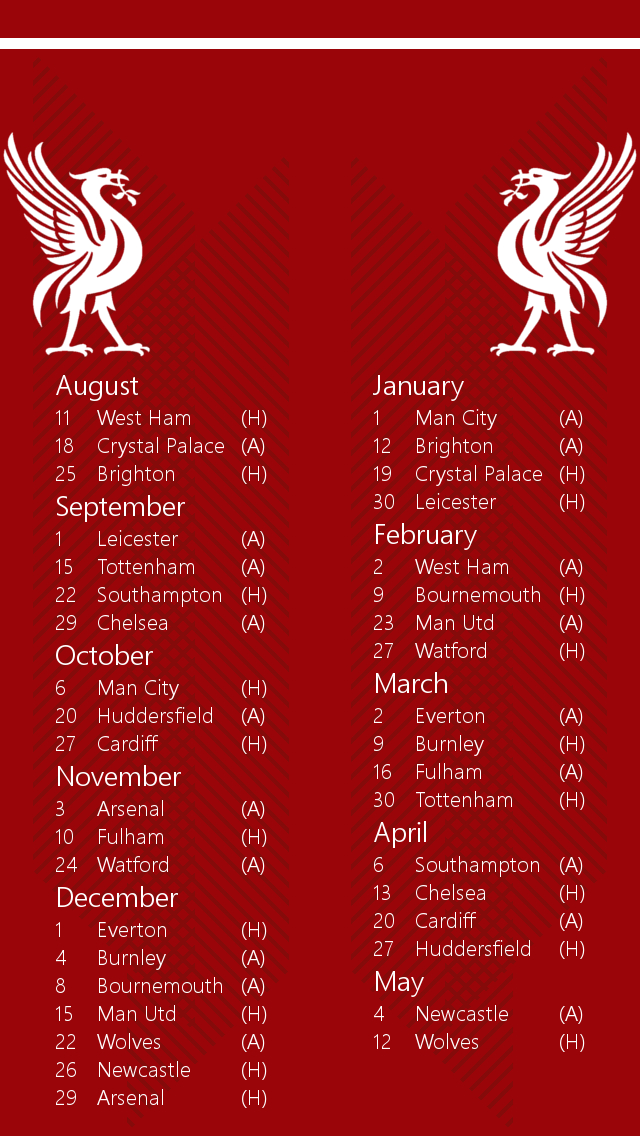 August
11 West Ham (H)
18 Crystal Palace (A)
25 Brighton (H)
September
1 Leicester (A)
15 Tottenham (A)
22 Southampton (H)
29 Chelsea (A)
October
6 Man City (H)
20 Huddersfield (A)
27 Cardiff (H)
November
3 Arsenal (A)
10 Fulham (H)
24 Watford (A)
December
1 Everton (H)
4 Burnley (A)
8 Bournemouth (A)
15 Man Utd (H)
22 Wolves (A)
26 Newcastle (H)
29 Arsenal (H)
January
1 Man City (A)
12 Brighton (A)
19 Crystal Palace (H)
30 Leicester (H)
February
2 West Ham (A)
9 Bournemouth (H)
23 Man Utd (A)
27 Watford (H)
March
2 Everton (A)
9 Burnley (H)
16 Fulham (A)
30 Tottenham (H)
April
6 Southampton (A)
13 Chelsea (H)
20 Cardiff (A)
27 Huddersfield (H)
May
4 Newcastle (A)
12 Wolves (H)